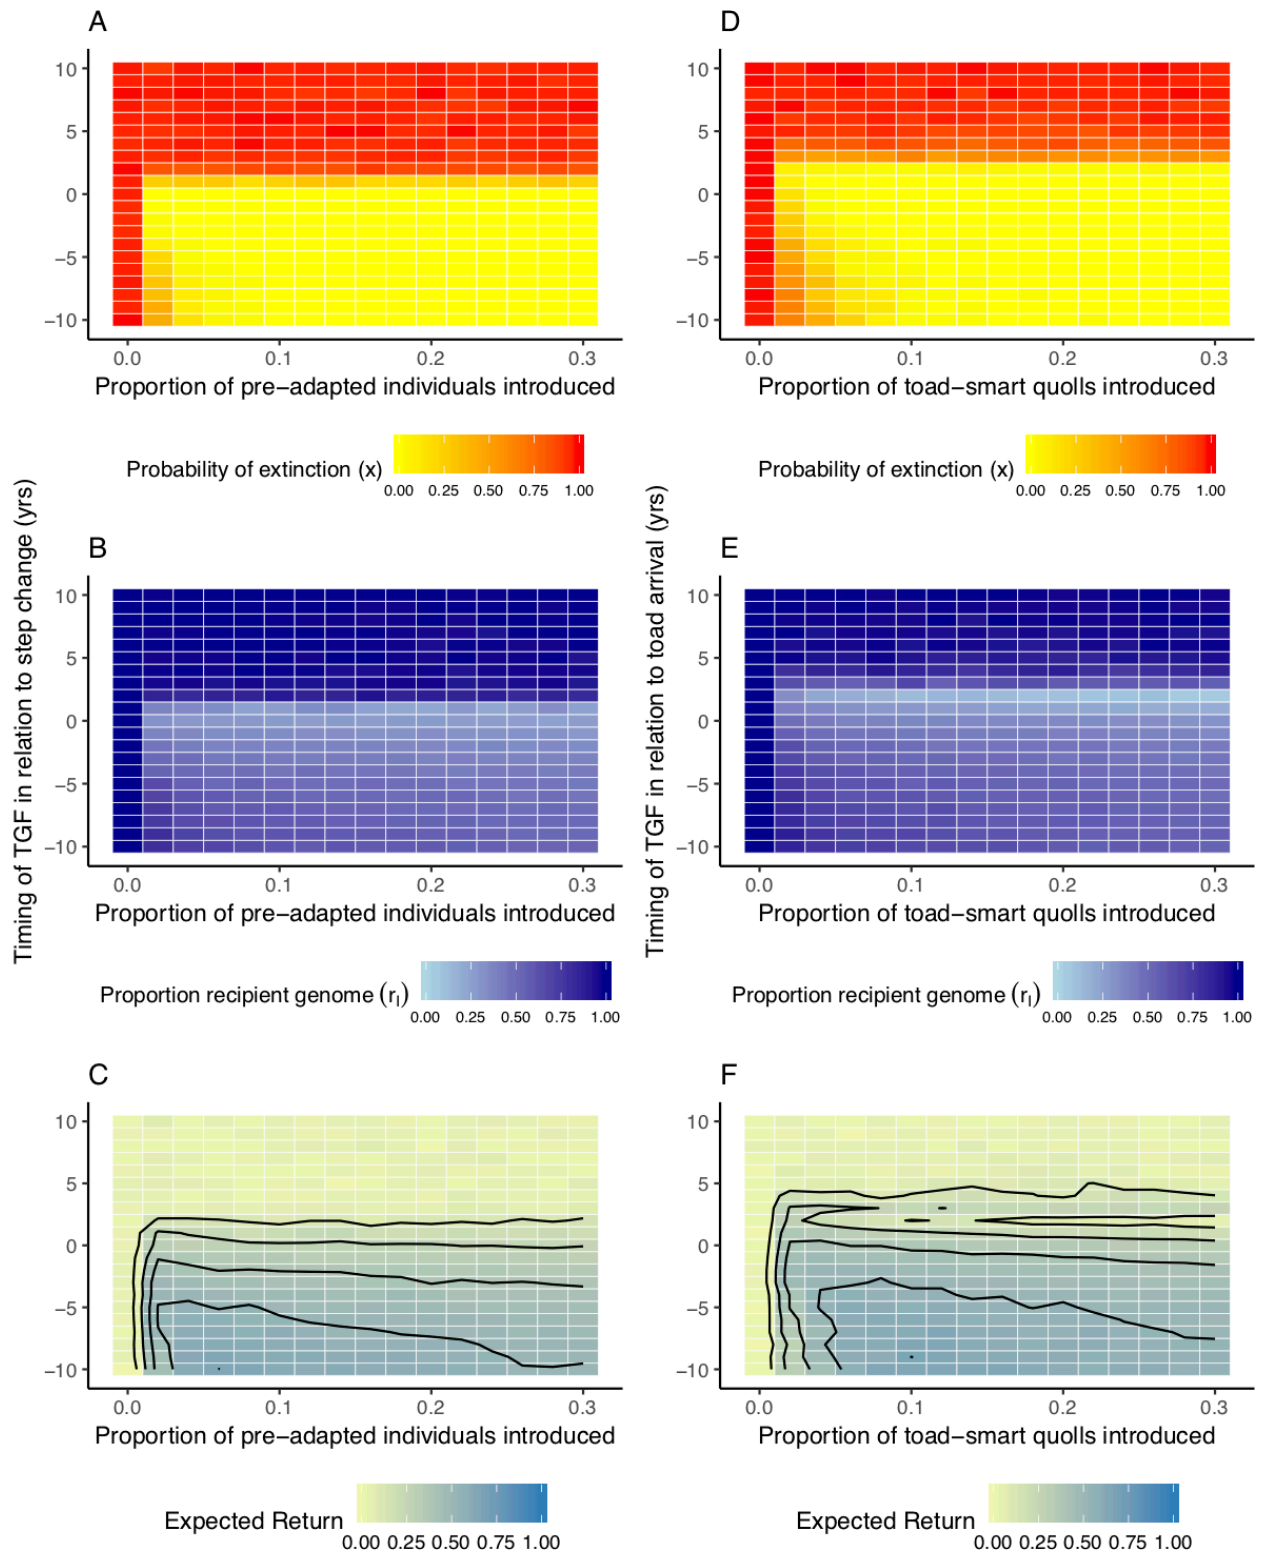 A
10
5
0
−5
−10
0.0 0.1 0.2 0.3
Proportion of pre−adapted individuals introduced
Probability of extinction (x)
0.00 0.25 0.50 0.75 1.00
D
10
5
0
−5
−10
0.0 0.1 0.2 0.3
Proportion of toad−smart quolls introduced
Probability of extinction (x)
0.00 0.25 0.50 0.75 1.00
Timing of TGF in relation to step change (yrs)
B
10
5
0
−5
−10
0.0 0.1 0.2 0.3
Proportion of pre−adapted individuals introduced
Proportion recipient genome (rI)
0.00 0.25 0.50 0.75 1.00
Timing of TGF in relation to toad arrival (yrs)
E
10
5
0
−5
−10
0.0 0.1 0.2 0.3
Proportion of toad−smart quolls introduced
Proportion recipient genome (rI)
0.00 0.25 0.50 0.75 1.00
C
10
5
0
−5
−10
0.0 0.1 0.2 0.3
Proportion of pre−adapted individuals introduced
Expected Return
0.00 0.25 0.50 0.75 1.00
F
10
5
0
−5
−10
0.0 0.1 0.2 0.3
Proportion of toad−smart quolls introduced
Expected Return
0.00 0.25 0.50 0.75 1.00